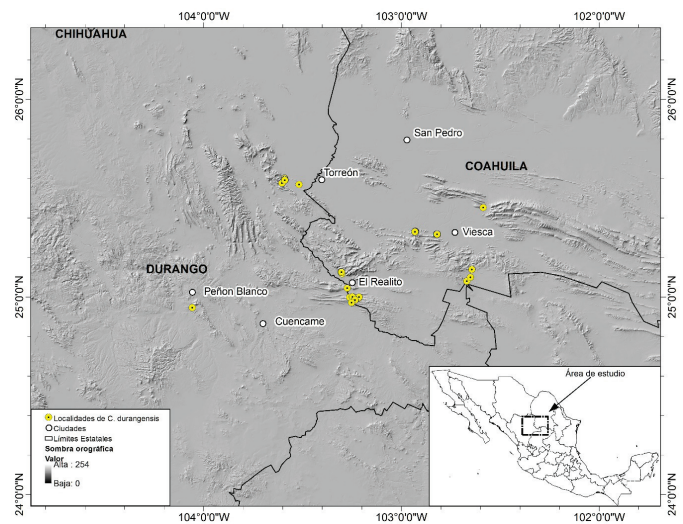 104°0'0"W
103°0'0"W
102°0'0"W
CHIHUAHUA
26°0'0"N
26°0'0"N
San Pedro
COAHUILA
Torreón
Viesca
DURANGO
El Realito
Peñon Blanco
25°0'0"N
25°0'0"N
Cuencame
Área de estudio
Localidades de C. durangensis
Ciudades
Límites Estatales
Sombra orográfica
Valor
Alta : 254
Baja: 0
24°0'0"N
24°0'0"N
104°0'0"W
103°0'0"W
102°0'0"W